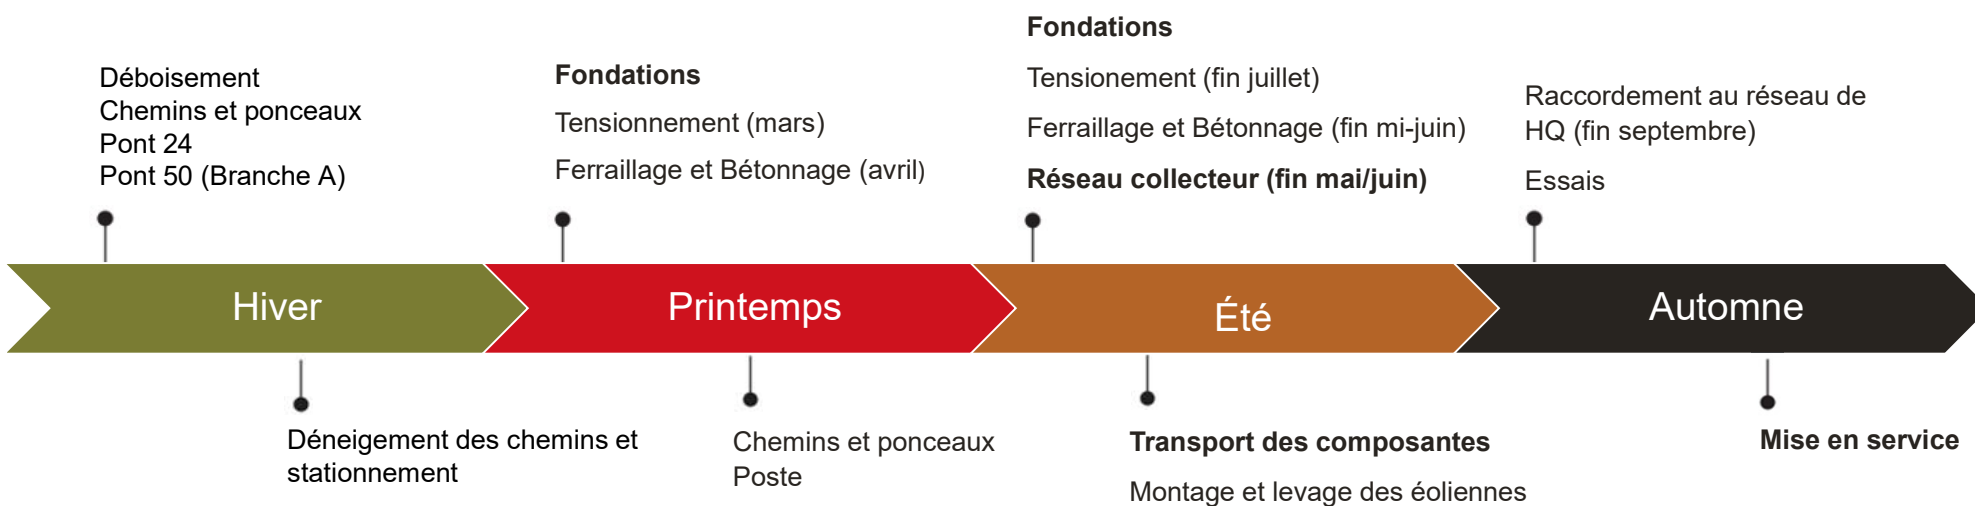 Déboisement
Chemins et ponceaux
Pont 24
Pont 50 (Branche A)
Fondations
Tensionnement (mars)
Ferraillage et Bétonnage (avril)
Fondations
Tensionement (fin juillet)
Ferraillage et Bétonnage (fin mi-juin)
Réseau collecteur (fin mai/juin)
Raccordement au réseau de
HQ (fin septembre)
Essais
Hiver
Printemps
Été
Automne
Déneigement des chemins et
stationnement
Chemins et ponceaux
Poste
Transport des composantes
Montage et levage des éoliennes
Mise en service